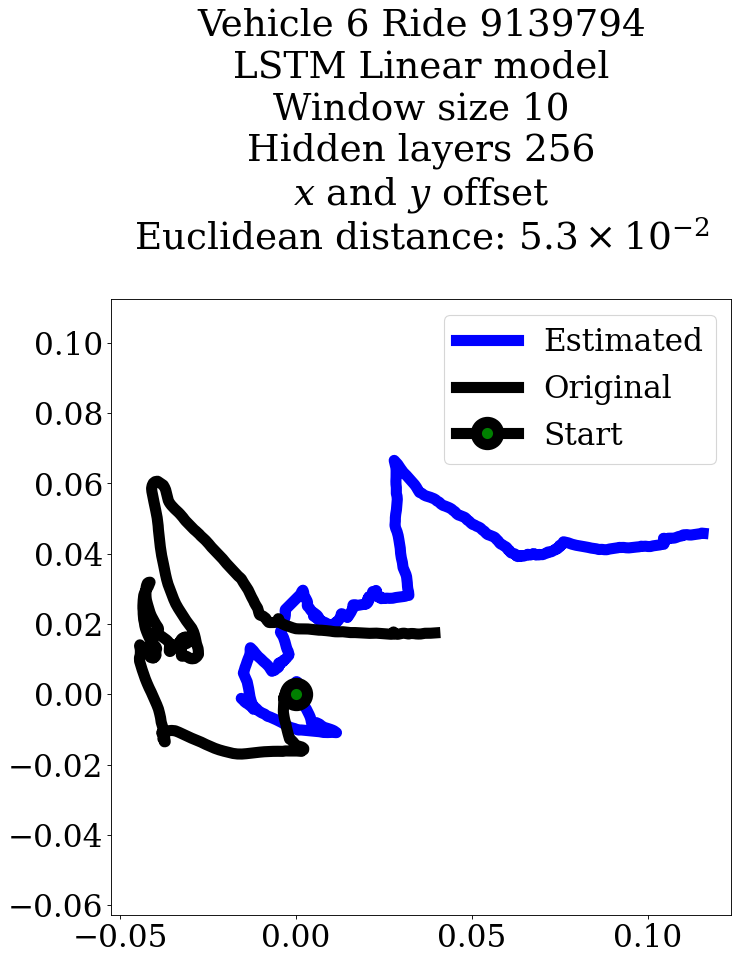 Vehicle 6 Ride 9139794
LSTM Linear model
Window size 10
Hidden layers 256
x and y offset
Euclidean distance: 5.3 × 10⁻²
Estimated
Original
Start
0.10
0.08
0.06
0.04
0.02
0.00
−0.02
−0.04
−0.06
−0.05 0.00 0.05 0.10